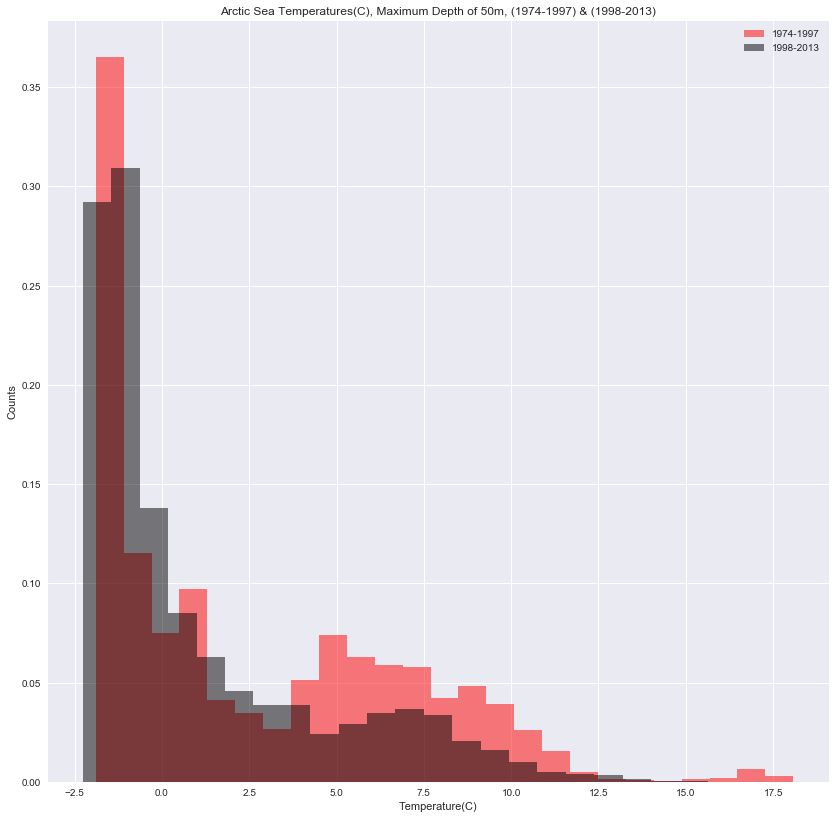 Arctic Sea Temperatures(C), Maximum Depth of 50m, (1974-1997) & (1998-2013)
1974-1997
1998-2013
0.35
0.30
0.25
0.20
0.15
0.10
0.05
0.00
Counts
−2.5 0.0 2.5 5.0 7.5 10.0 12.5 15.0 17.5
Temperature(C)